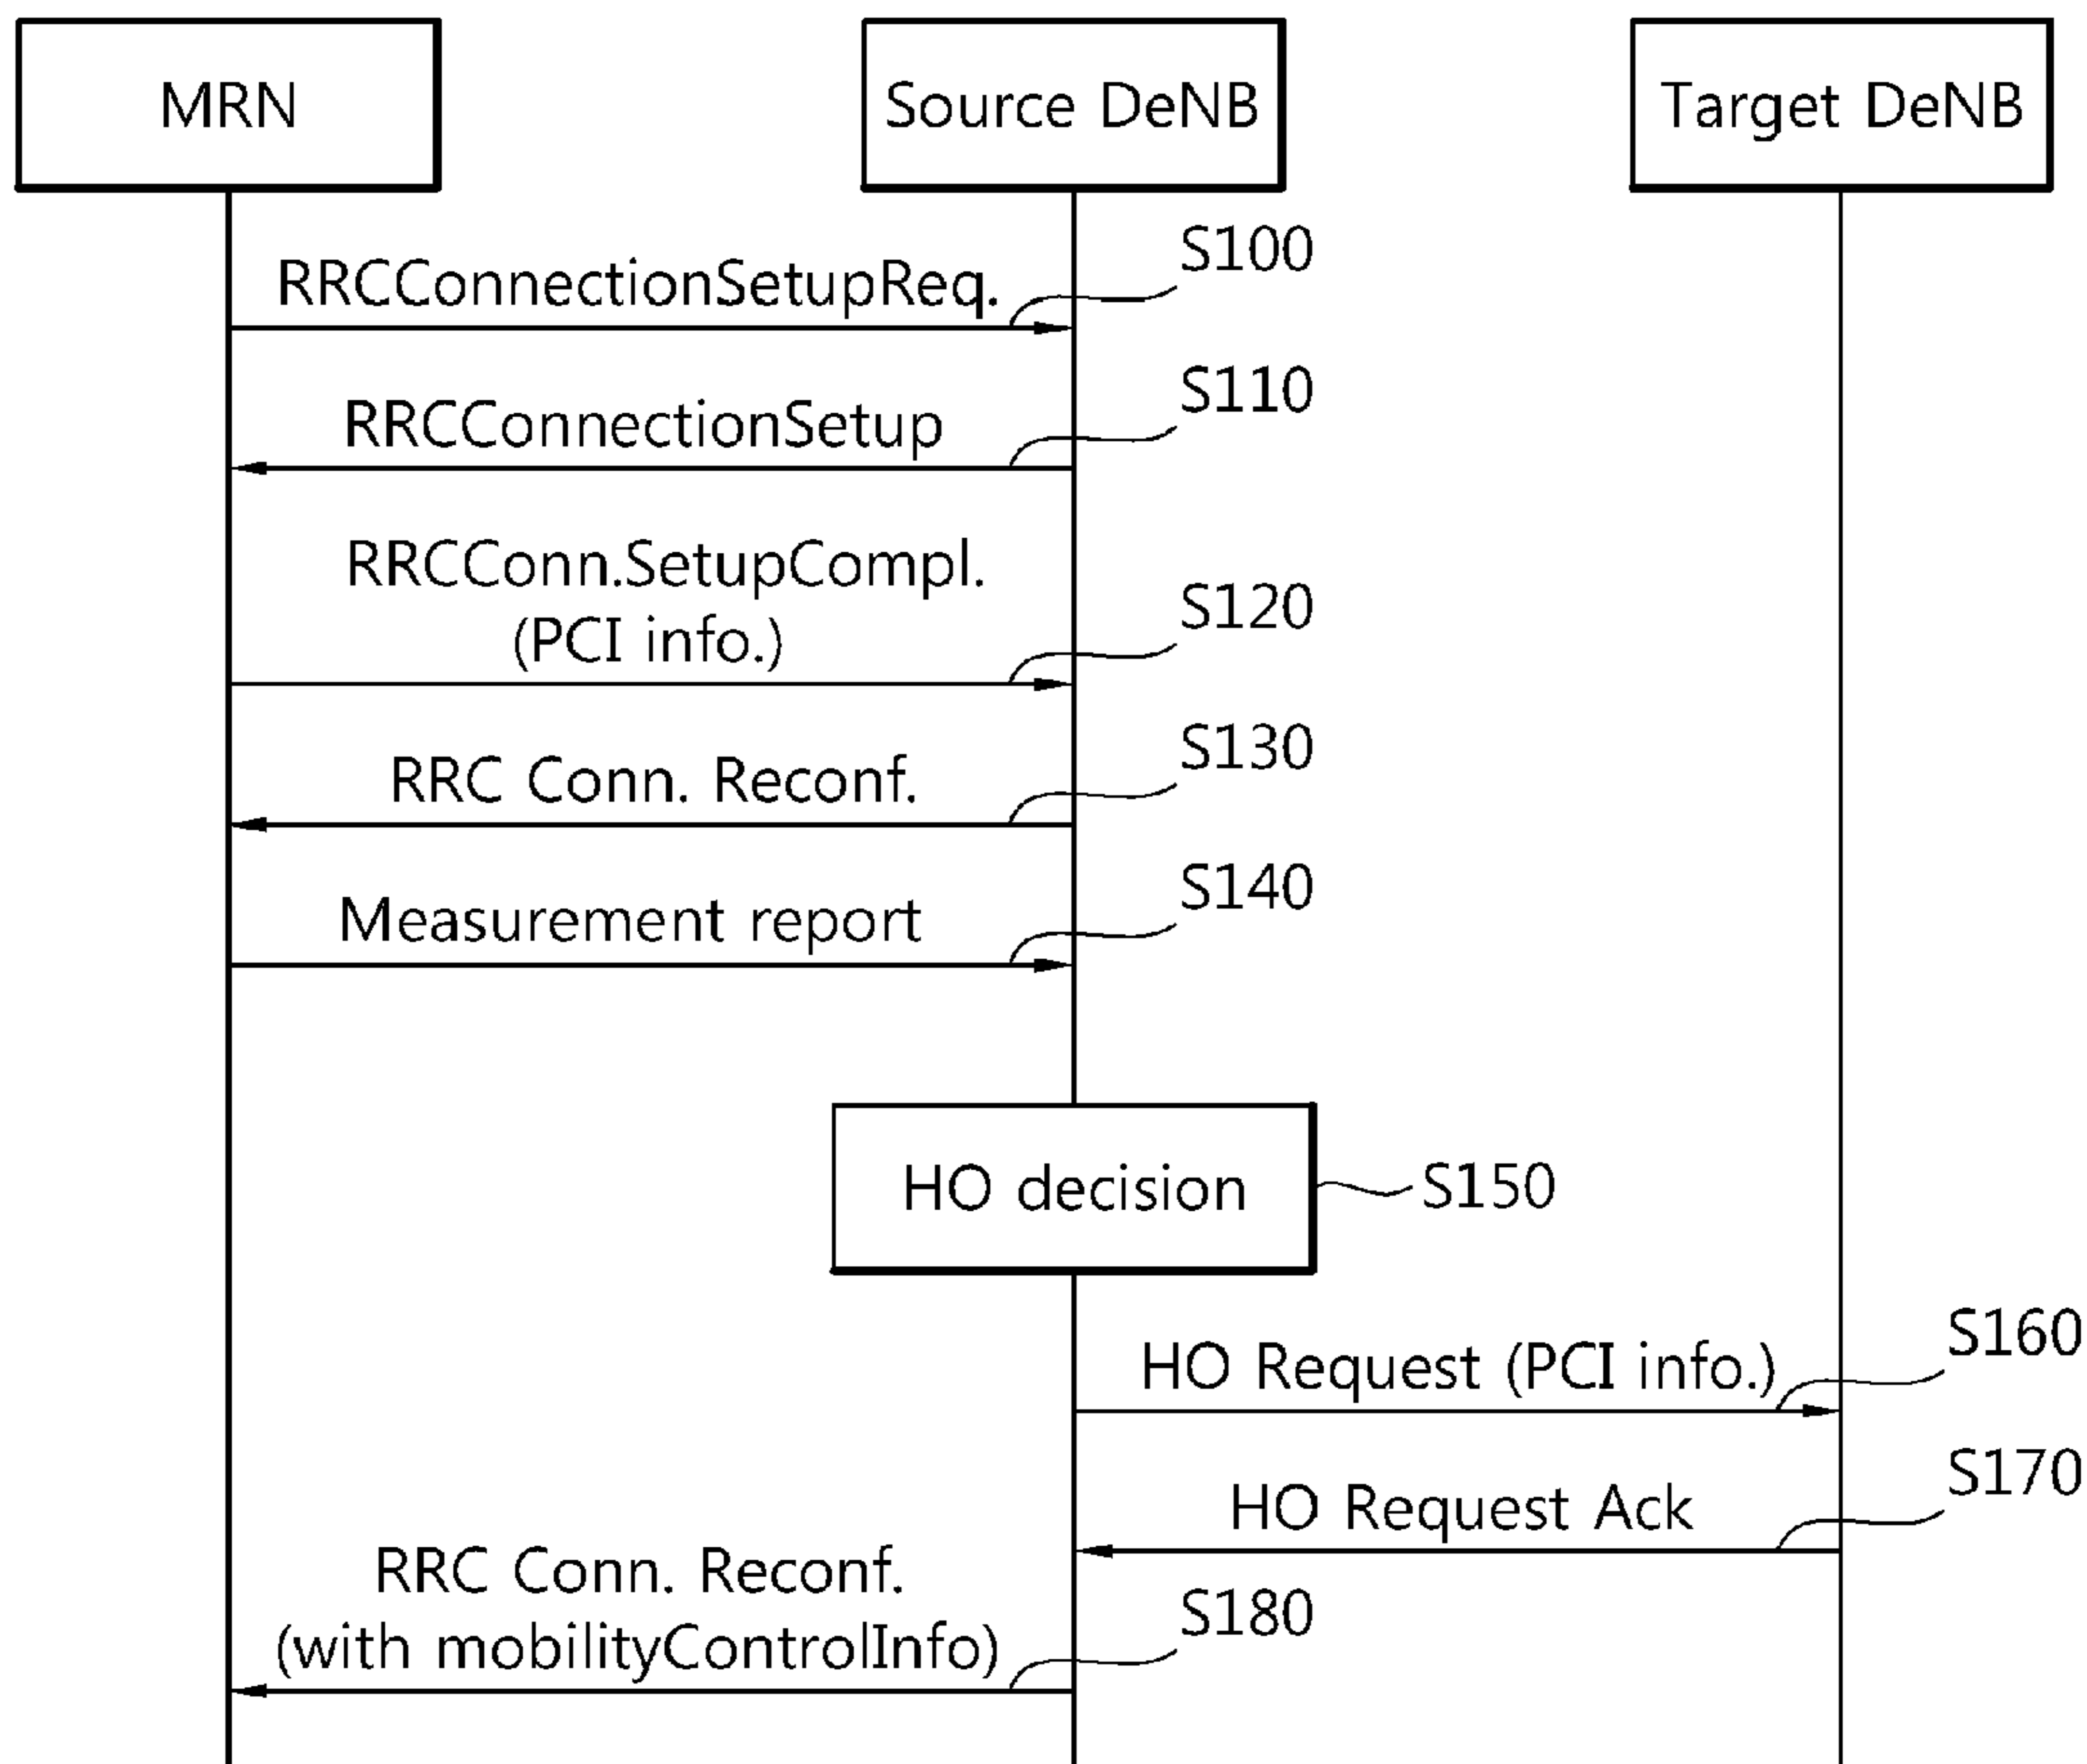 MRN
Source DeNB
Target DeNB
S100
RRCConnectionSetupReq.
S110
RRCConnectionSetup
RRCConn.SetupCompl.
(PCI info.)
S120
S130
RRC Conn. Reconf.
S140
Measurement report
HO decision
S150
S160
HO Request (PCI info.)
S170
HO Request Ack
RRC Conn. Reconf.
(with mobilityControlInfo)
S180